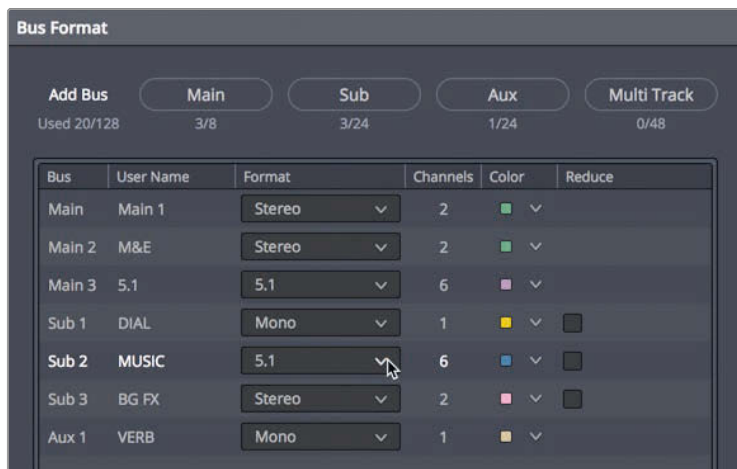 Bus Format
Add Bus Main Sub Aux Multi Track
Used 20/128 3/8 3/24 1/24 0/48
Bus User Name Format Channels Color Reduce
Main Main 1 Stereo 2
Main 2 M&E Stereo 2
Main 3 5.1 5.1 6
Sub 1 DIAL Mono 1
Sub 2 MUSIC 5.1 6
Sub 3 BG FX Stereo 2
Aux 1 VERB Mono 1